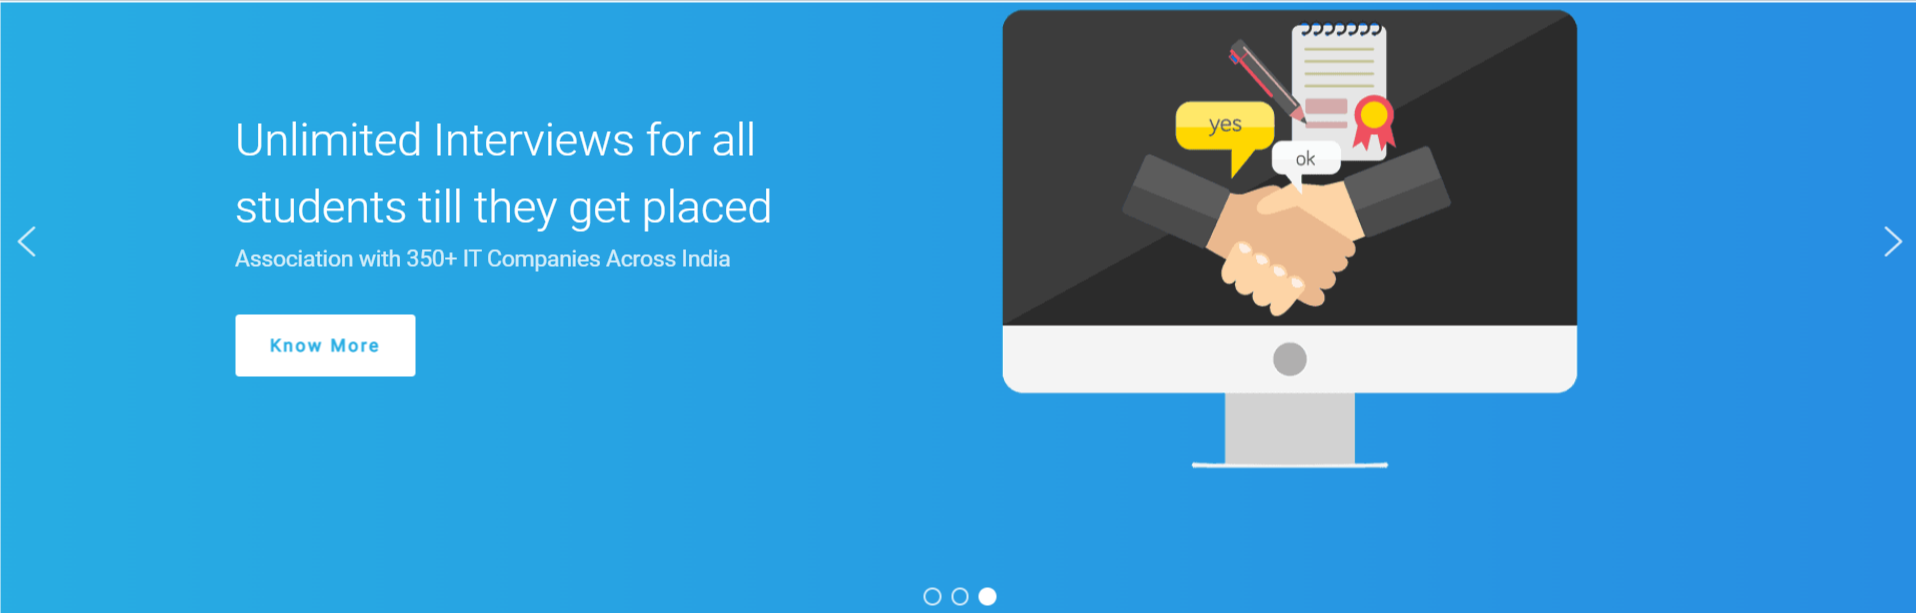 Unlimited Interviews for all
students till they get placed
Association with 350+ IT Companies Across India
Know More
yes
ok